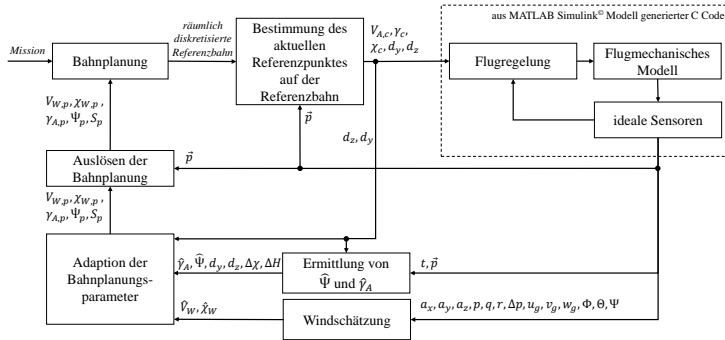 aus MATLAB Simulink© Modell generierter C Code
Mission
Bahnplanung
räumlich
diskretisierte
Referenzbahn
Bestimmung des
aktuellen
Referenzpunktes
auf der
Referenzbahn
V_{A,c}, γ_c,
χ_c, d_y, d_z
Flugregelung
Flugmechanisches
Modell
ideale Sensoren
V_{W,p}, χ_{W,p},
γ_{A,p}, Ψ_p, S_p
d_z, d_y
p⃗
Auslösen der
Bahnplanung
p⃗
V_{W,p}, χ_{W,p},
γ_{A,p}, Ψ_p, S_p
Adaption der
Bahnplanungs-
parameter
γ̂_A, Ψ̂, d_y, d_z, Δχ, ΔH
Ermittlung von
Ψ̂ und γ̂_A
t, p⃗
V̂_W, χ̂_W
Windschätzung
a_x, a_y, a_z, p, q, r, Δp, u_g, v_g, w_g, Φ, Θ, Ψ